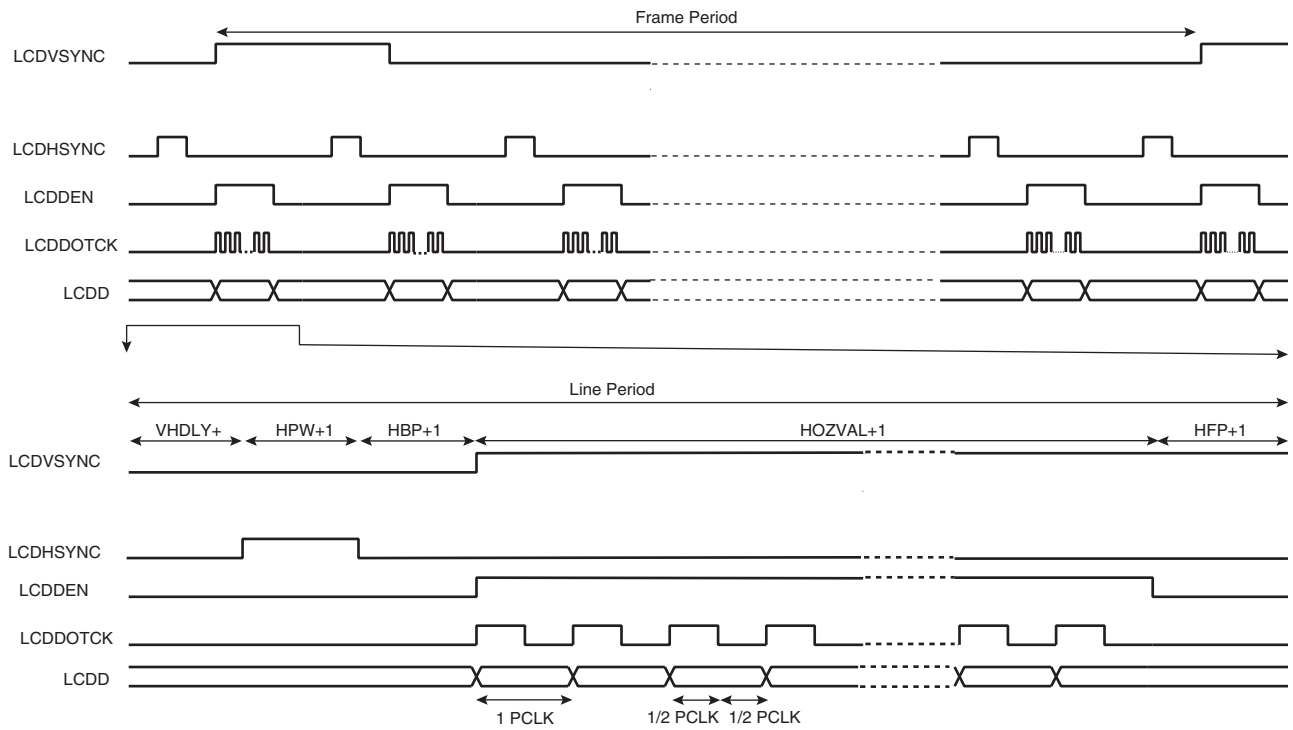 Frame Period
LCDVSYNC
LCDHSYNC
LCDDEN
LCDDOTCK
LCDD
Line Period
VHDLY+ HPW+1 HBP+1 HOZVAL+1 HFP+1
LCDVSYNC
LCDHSYNC
LCDDEN
LCDDOTCK
LCDD
1 PCLK 1/2 PCLK 1/2 PCLK